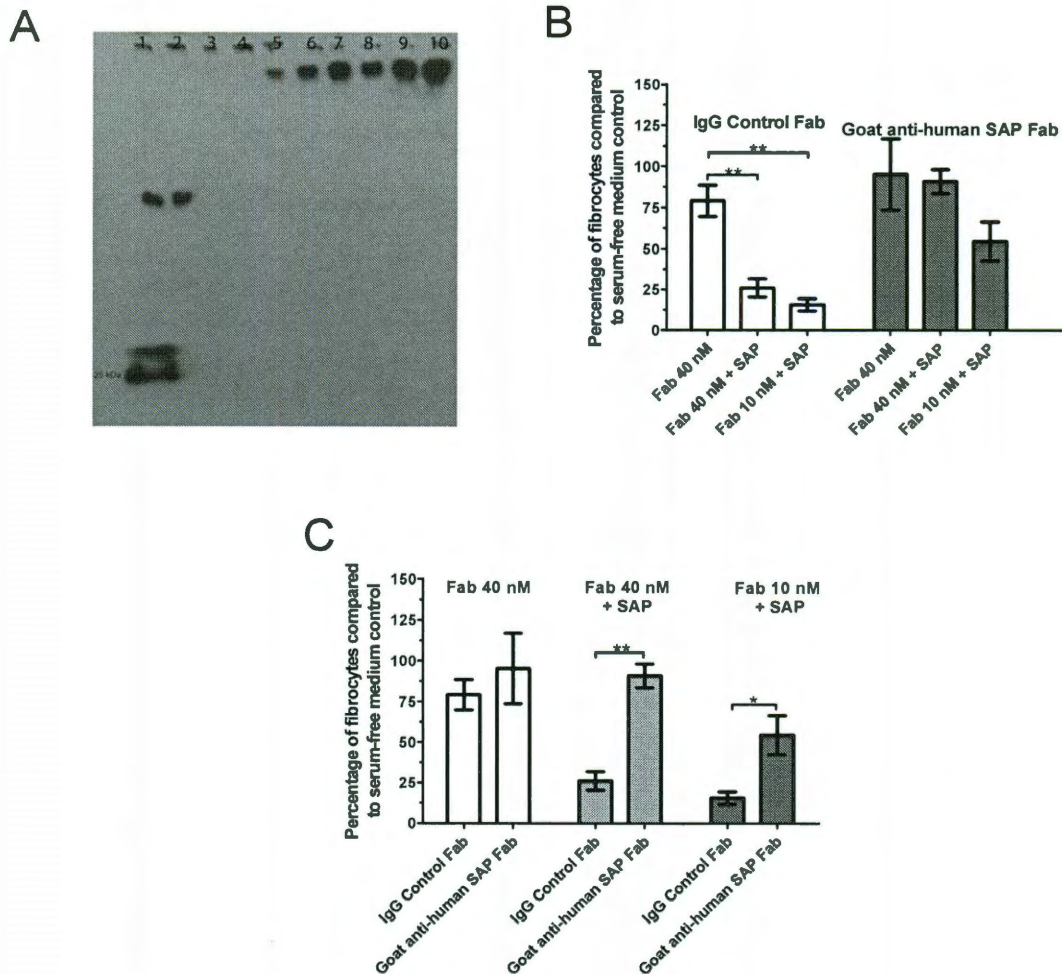 A
1 2 3 4 5 6 7 8 9 10
25 kDa
B
Percentage of fibrocytes compared
to serum-free medium control
150
125
100
75
50
25
0
IgG Control Fab
Goat anti-human SAP Fab
**
**
Fab 40 nM
Fab 40 nM + SAP
Fab 10 nM + SAP
Fab 40 nM
Fab 40 nM + SAP
Fab 10 nM + SAP
C
Percentage of fibrocytes compared
to serum-free medium control
150
125
100
75
50
25
0
Fab 40 nM
Fab 40 nM
+ SAP
Fab 10 nM
+ SAP
**
*
IgG Control Fab
Goat anti-human SAP Fab
IgG Control Fab
Goat anti-human SAP Fab
IgG Control Fab
Goat anti-human SAP Fab